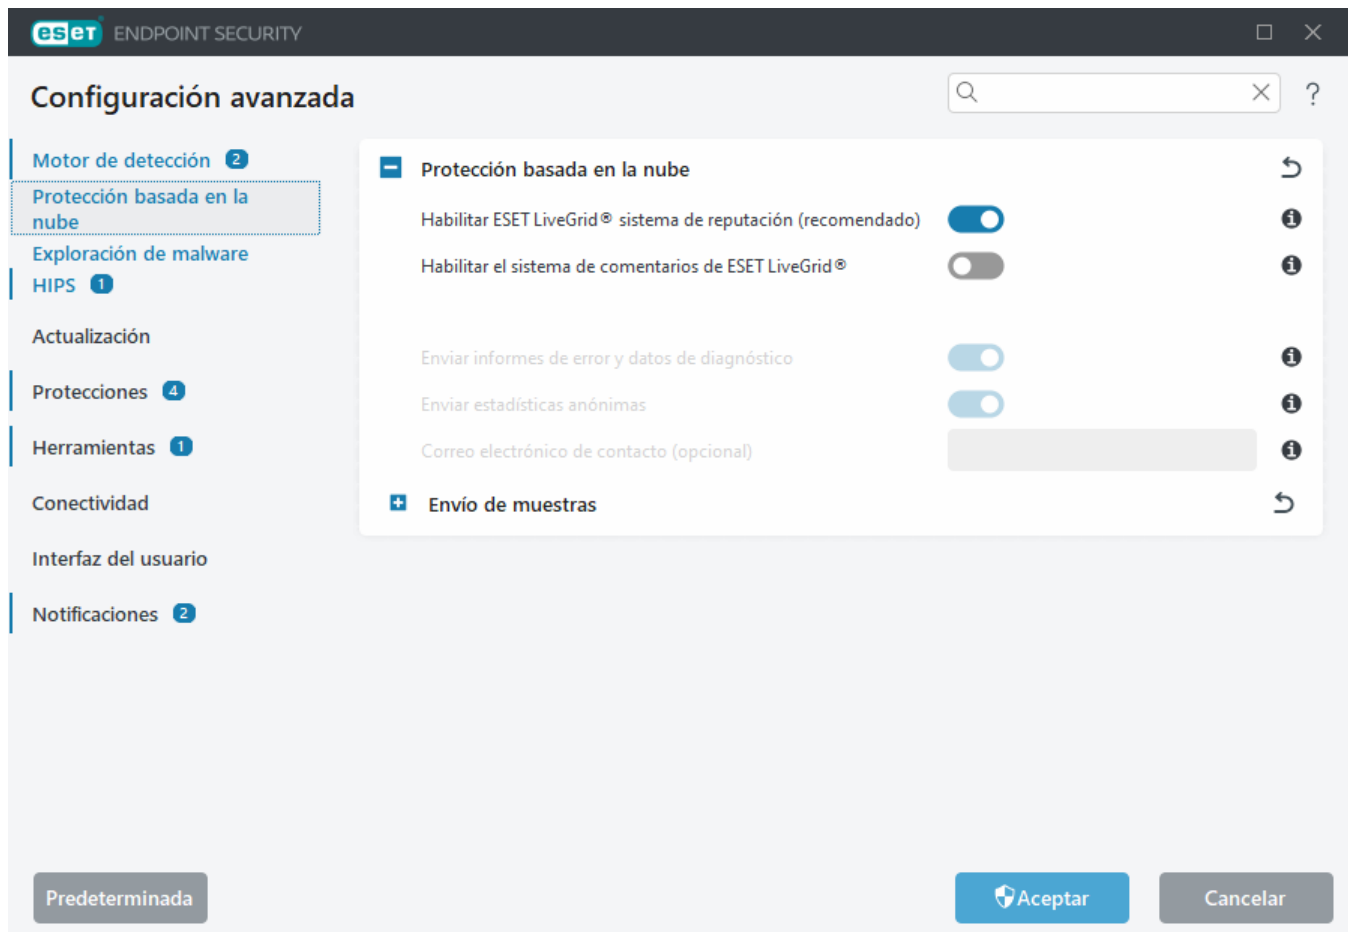 eset ENDPOINT SECURITY
Configuración avanzada
?
Motor de detección 2
Protección basada en la
nube
Exploración de malware
HIPS 1
Actualización
Protecciones 4
Herramientas 1
Conectividad
Interfaz del usuario
Notificaciones 2
Protección basada en la nube
Habilitar ESET LiveGrid® sistema de reputación (recomendado)
Habilitar el sistema de comentarios de ESET LiveGrid®
Enviar informes de error y datos de diagnóstico
Enviar estadísticas anónimas
Correo electrónico de contacto (opcional)
Envío de muestras
Predeterminada
Aceptar
Cancelar